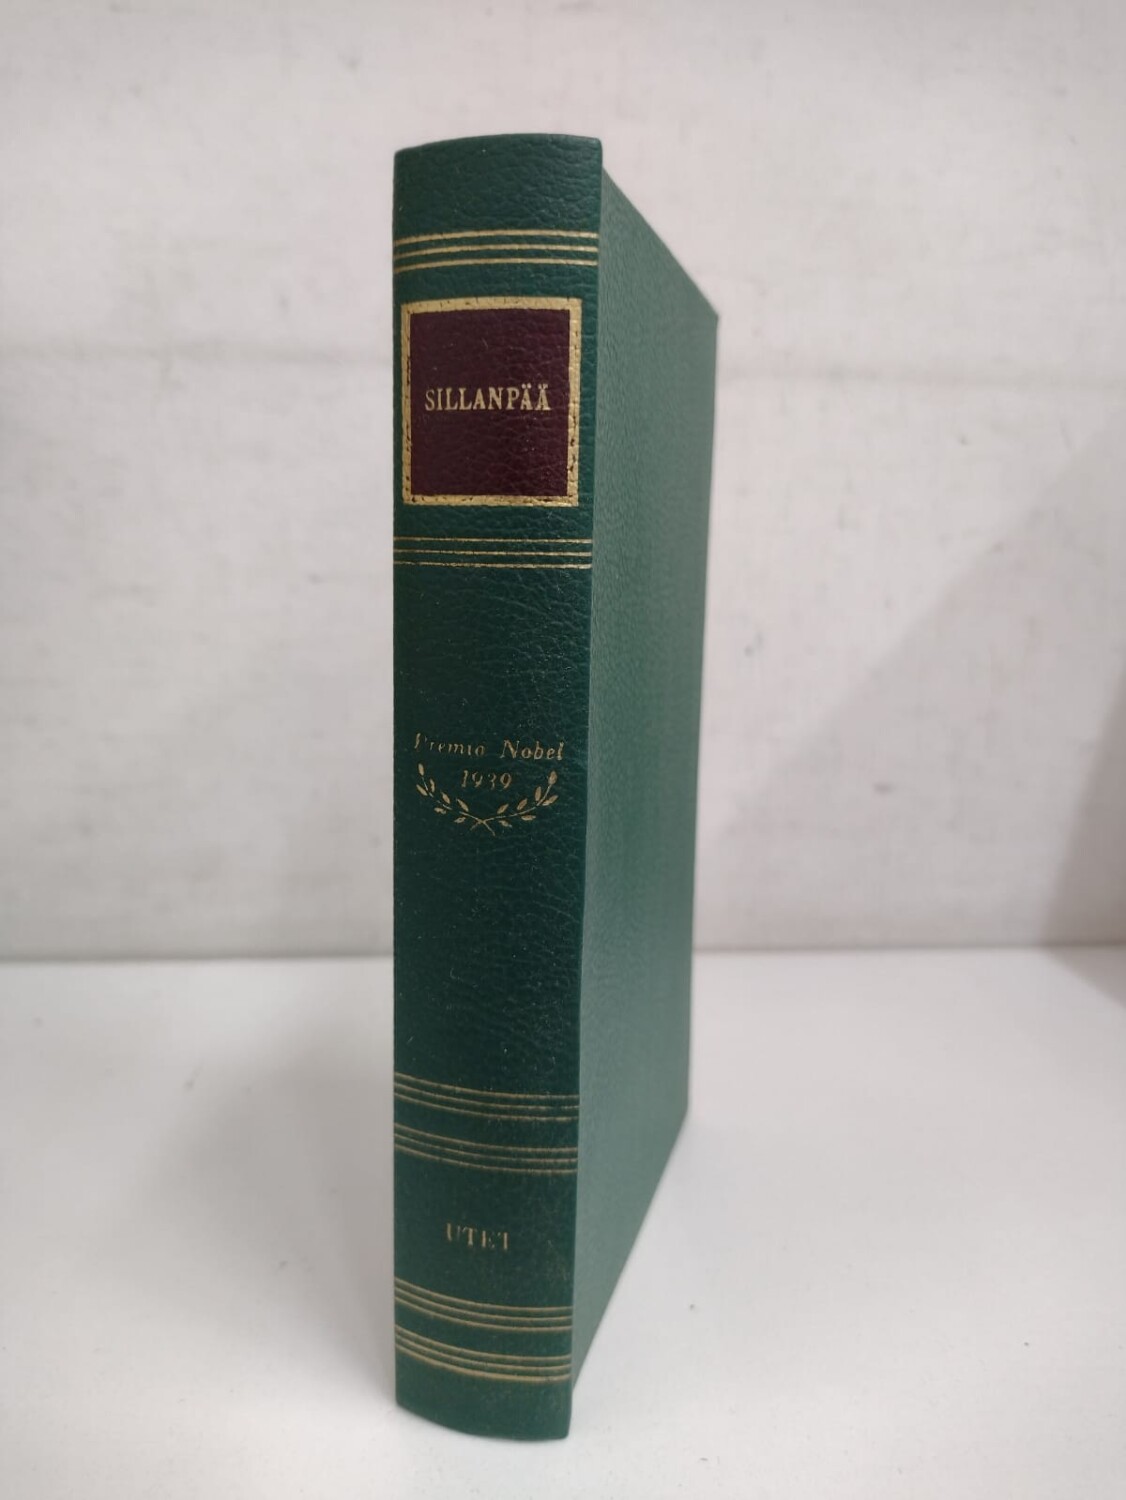 SILLANPÄÄ
Premio Nobel
1939
UTET